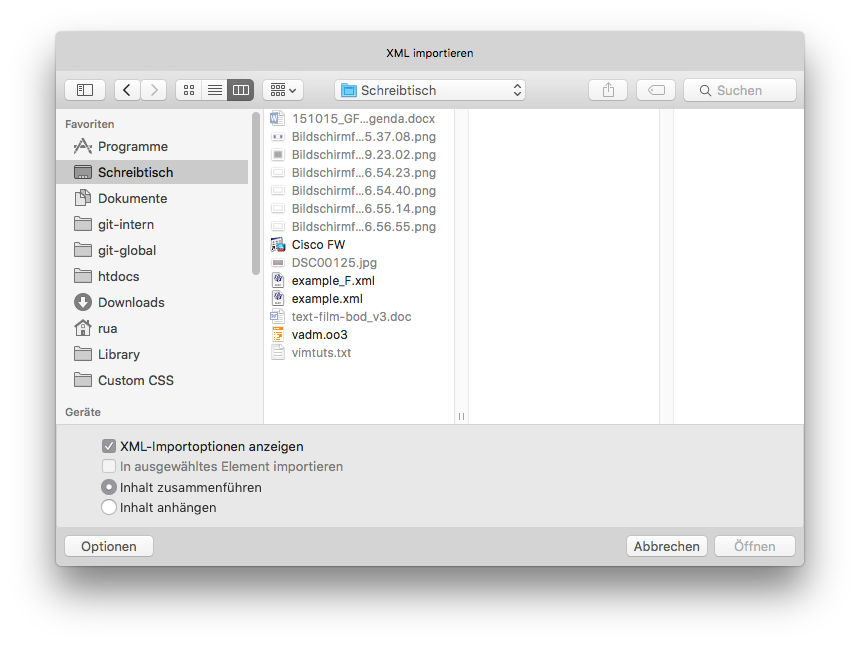 XML importieren
Schreibtisch
Suchen
Favoriten
Programme
Schreibtisch
Dokumente
git-intern
git-global
htdocs
Downloads
rua
Library
Custom CSS
Geräte
151015_GF...genda.docx
Bildschirmf...5.37.08.png
Bildschirmf...9.23.02.png
Bildschirmf...6.54.23.png
Bildschirmf...6.54.40.png
Bildschirmf...6.55.14.png
Bildschirmf...6.56.55.png
Cisco FW
DSC00125.jpg
example_F.xml
example.xml
text-film-bod_v3.doc
vadm.oo3
vimtuts.txt
XML-Importoptionen anzeigen
In ausgewähltes Element importieren
Inhalt zusammenführen
Inhalt anhängen
Optionen
Abbrechen
Öffnen